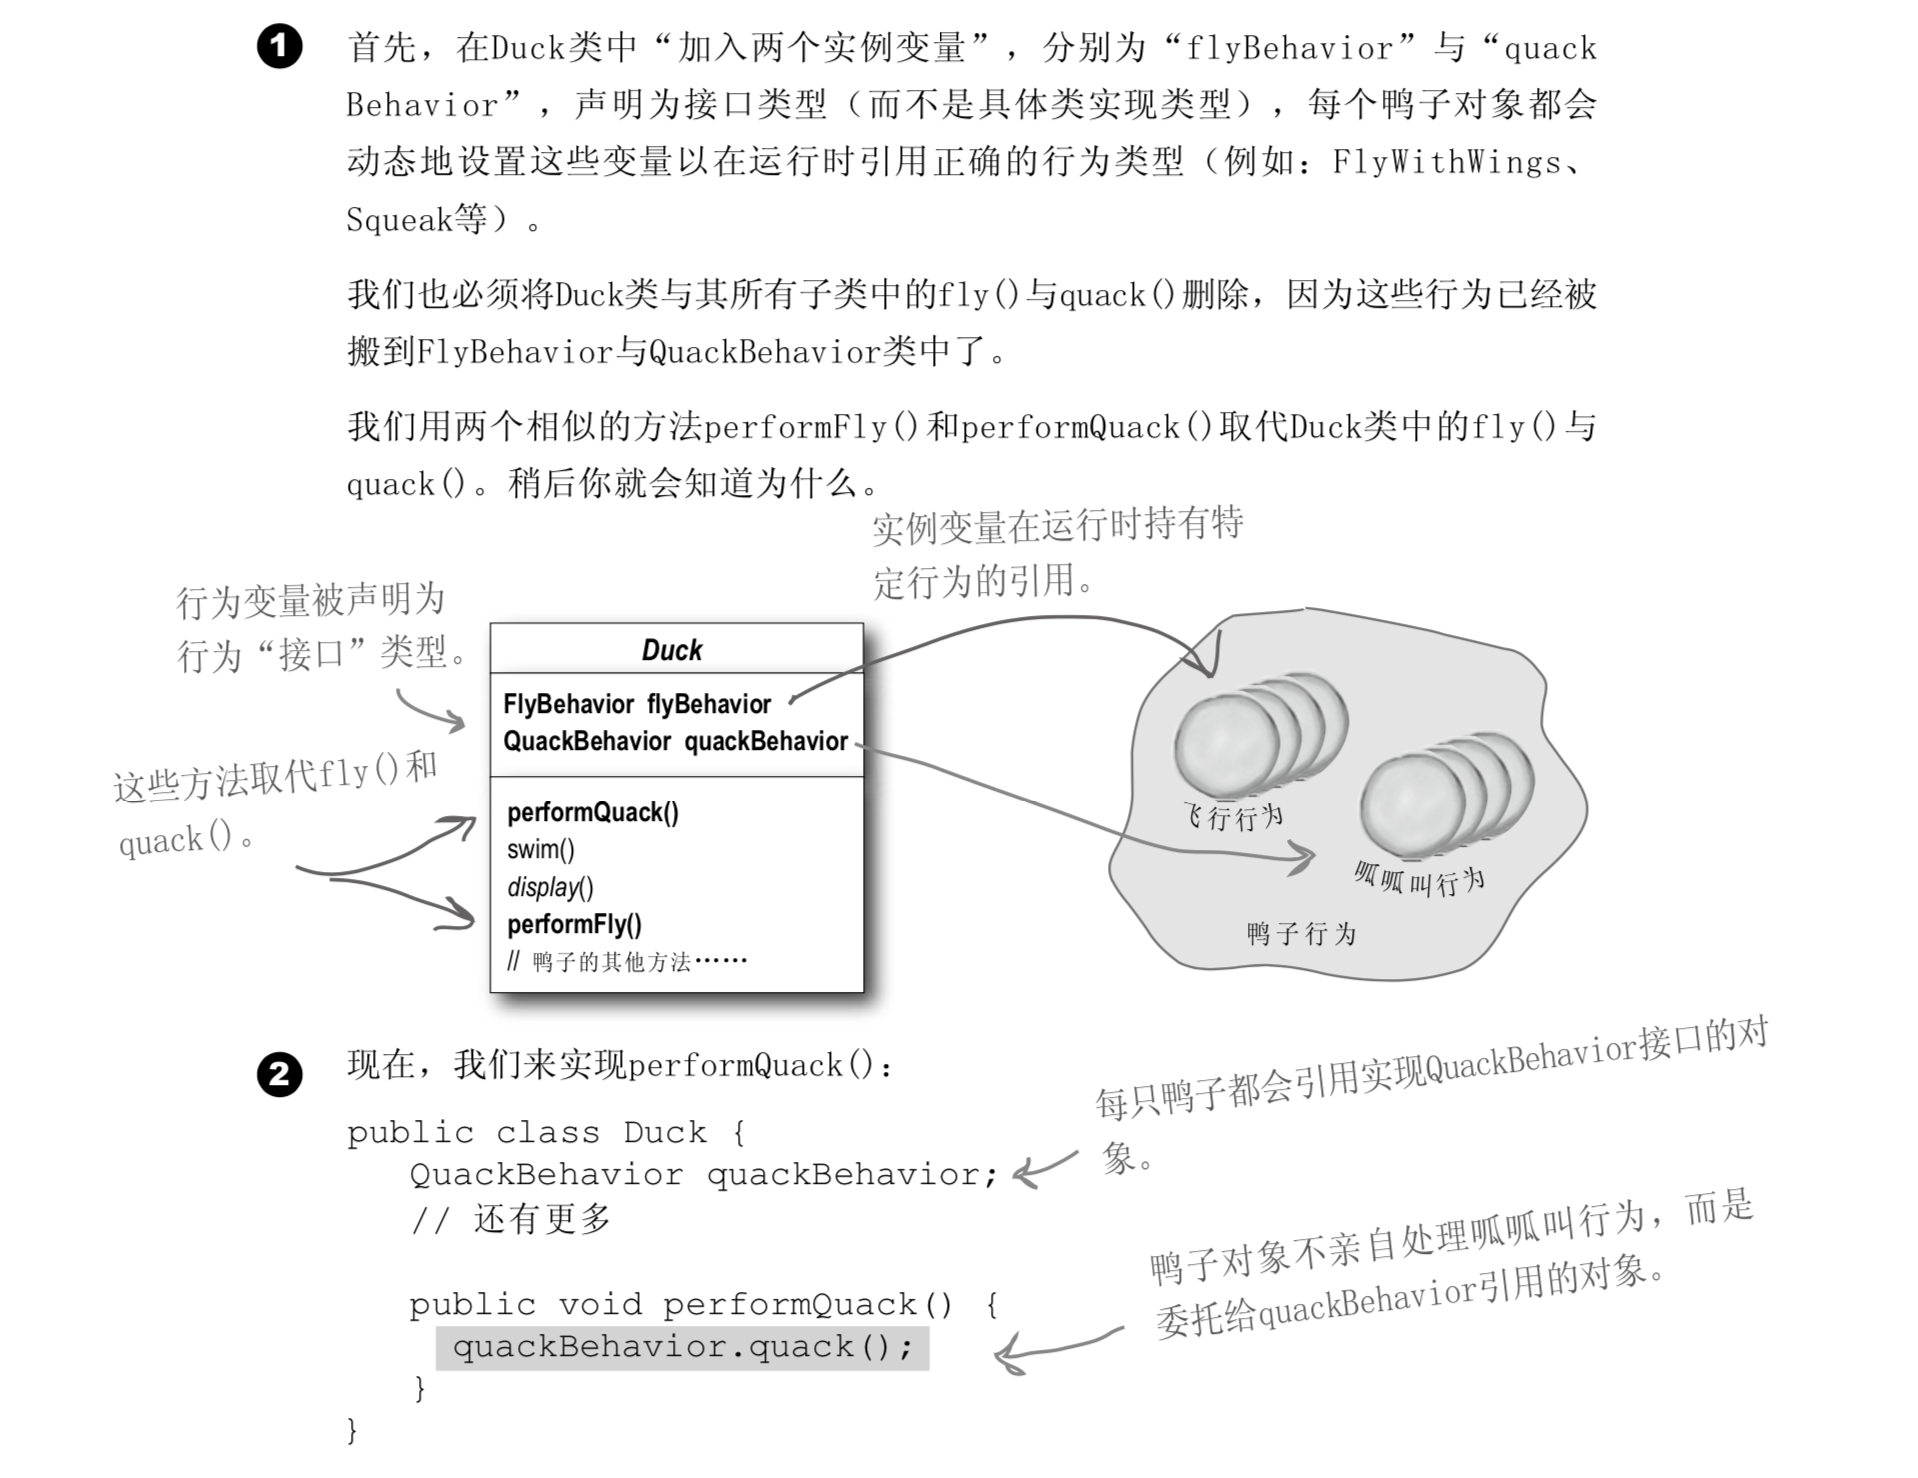 1
首先，在Duck类中“加入两个实例变量”，分别为“flyBehavior”与“quack
Behavior”，声明为接口类型（而不是具体类实现类型），每个鸭子对象都会
动态地设置这些变量以在运行时引用正确的行为类型（例如：FlyWithWings、
Squeak等）。
我们也必须将Duck类与其所有子类中的fly()与quack()删除，因为这些行为已经被
搬到FlyBehavior与QuackBehavior类中了。
我们用两个相似的方法performFly()和performQuack()取代Duck类中的fly()与
quack()。稍后你就会知道为什么。
实例变量在运行时持有特
定行为的引用。
行为变量被声明为
行为“接口”类型。
这些方法取代fly()和
quack()。
Duck
FlyBehavior flyBehavior
QuackBehavior quackBehavior
performQuack()
swim()
display()
performFly()
// 鸭子的其他方法……
飞行行为
呱呱叫行为
鸭子行为
2
现在，我们来实现performQuack()：
public class Duck {
QuackBehavior quackBehavior;
// 还有更多
public void performQuack() {
quackBehavior.quack();
}
}
每只鸭子都会引用实现QuackBehavior接口的对
象。
鸭子对象不亲自处理呱呱叫行为，而是
委托给quackBehavior引用的对象。